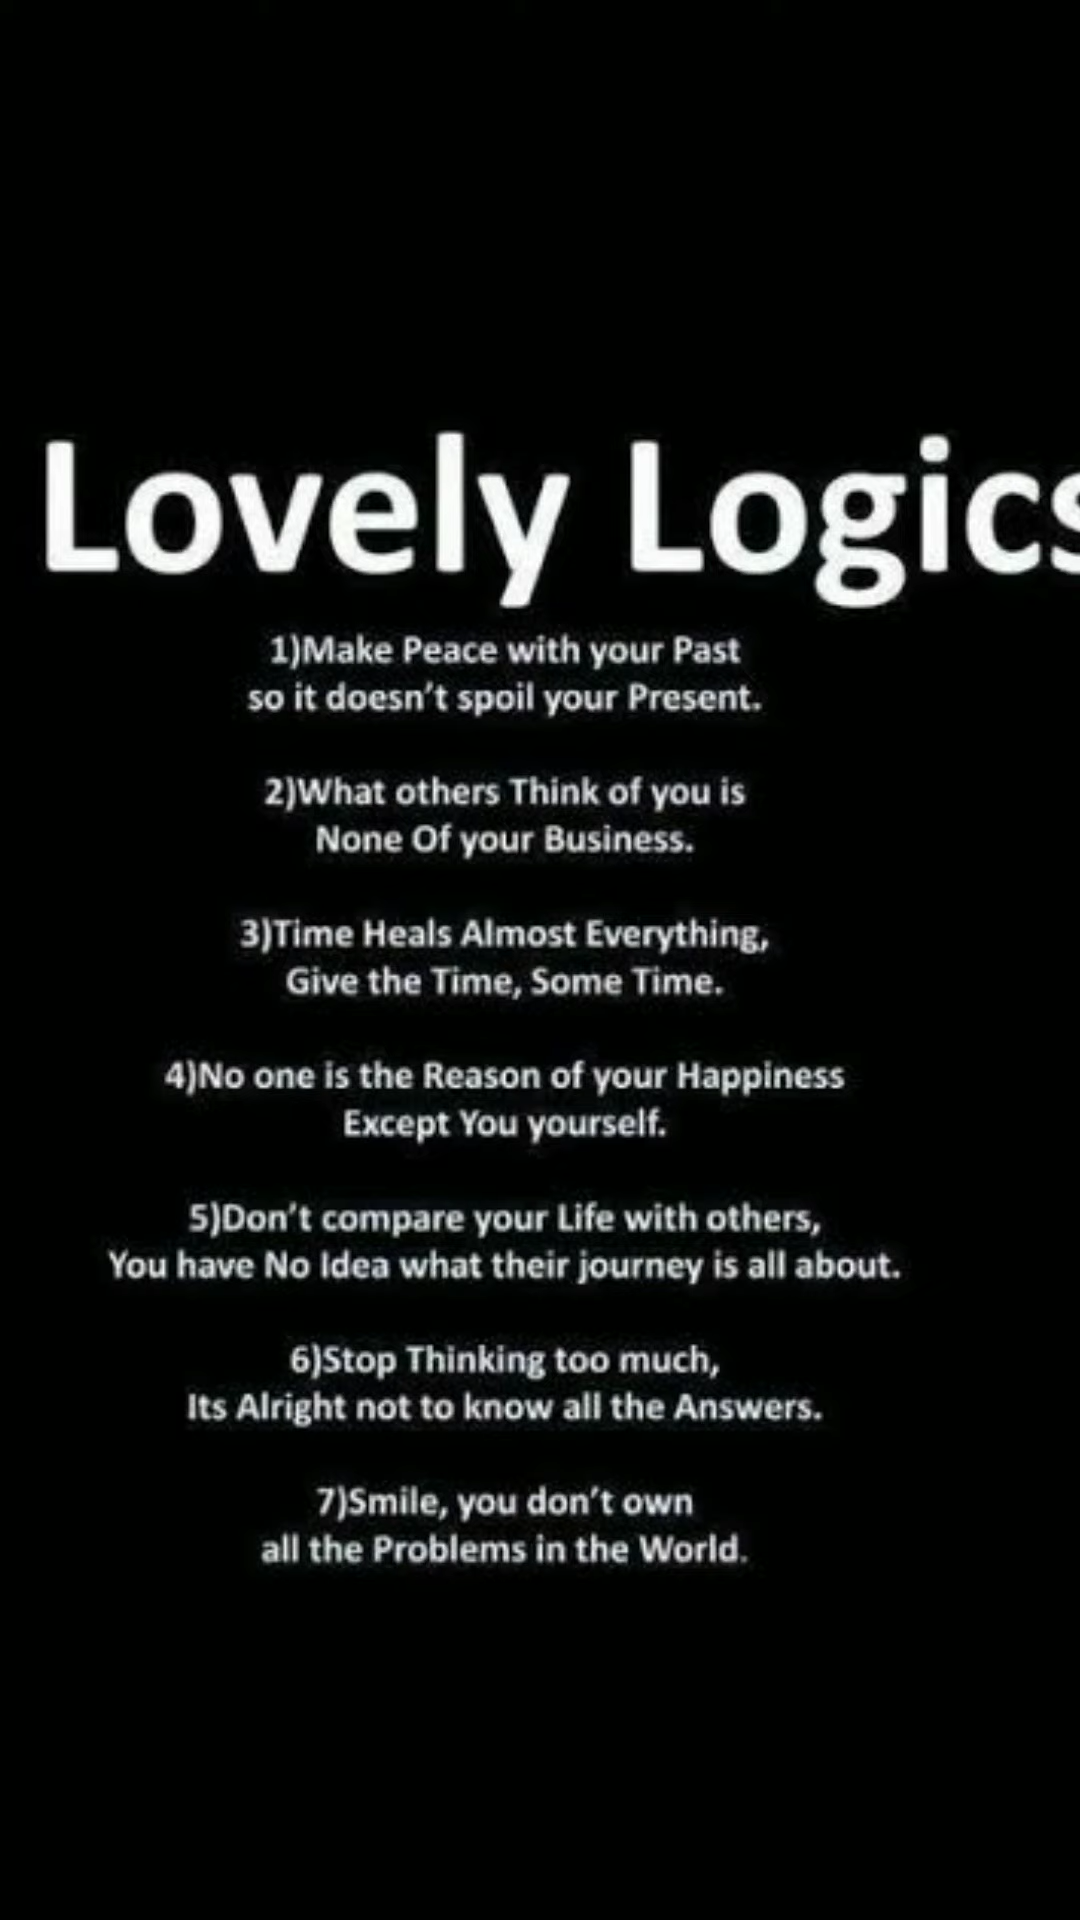 Lovely Logics
1)Make Peace with your Past
so it doesn’t spoil your Present.
2)What others Think of you is
None Of your Business.
3)Time Heals Almost Everything,
Give the Time, Some Time.
4)No one is the Reason of your Happiness
Except You yourself.
5)Don’t compare your Life with others,
You have No Idea what their journey is all about.
6)Stop Thinking too much,
Its Alright not to know all the Answers.
7)Smile, you don’t own
all the Problems in the World.